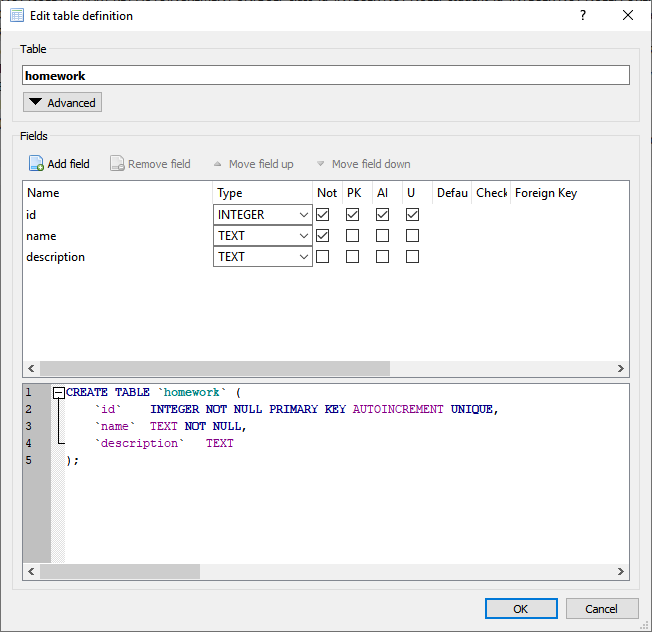 Edit table definition ?
Table
homework
Advanced
Fields
Add field Remove field Move field up Move field down
Name Type Not PK AI U Defau Check Foreign Key
id INTEGER
name TEXT
description TEXT
1 CREATE TABLE `homework` (
2 `id` INTEGER NOT NULL PRIMARY KEY AUTOINCREMENT UNIQUE,
3 `name` TEXT NOT NULL,
4 `description` TEXT
5 );
OK Cancel